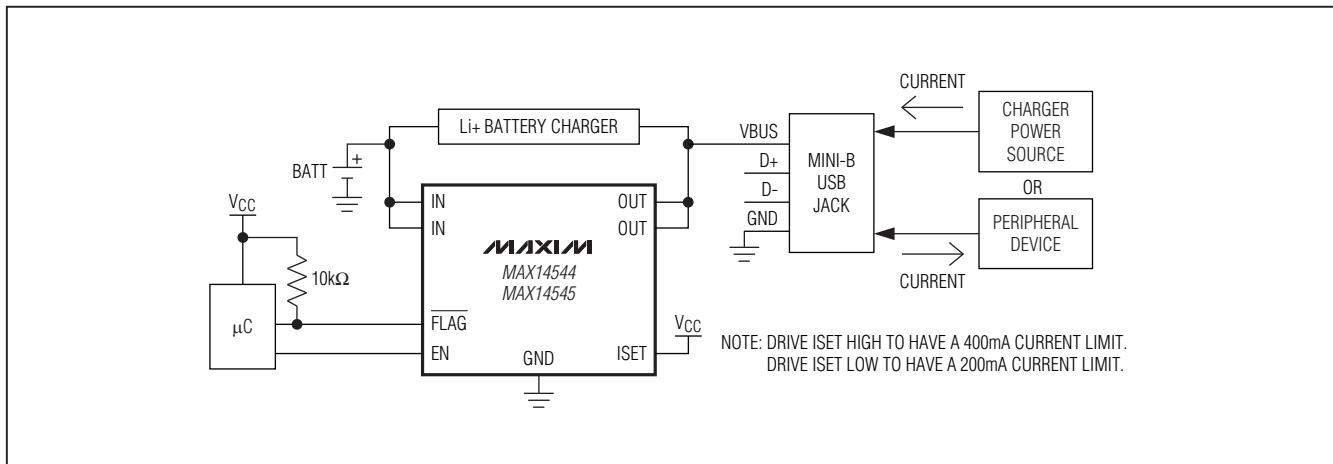 CURRENT
CHARGER
POWER
SOURCE
Li+ BATTERY CHARGER
VBUS
MINI-B
USB
JACK
D+
D-
GND
OR
PERIPHERAL
DEVICE
CURRENT
BATT
+
IN
OUT
IN
OUT
MAXIM
MAX14544
MAX14545
VCC
10kΩ
μC
FLAG
EN
GND
ISET
VCC
NOTE: DRIVE ISET HIGH TO HAVE A 400mA CURRENT LIMIT.
DRIVE ISET LOW TO HAVE A 200mA CURRENT LIMIT.